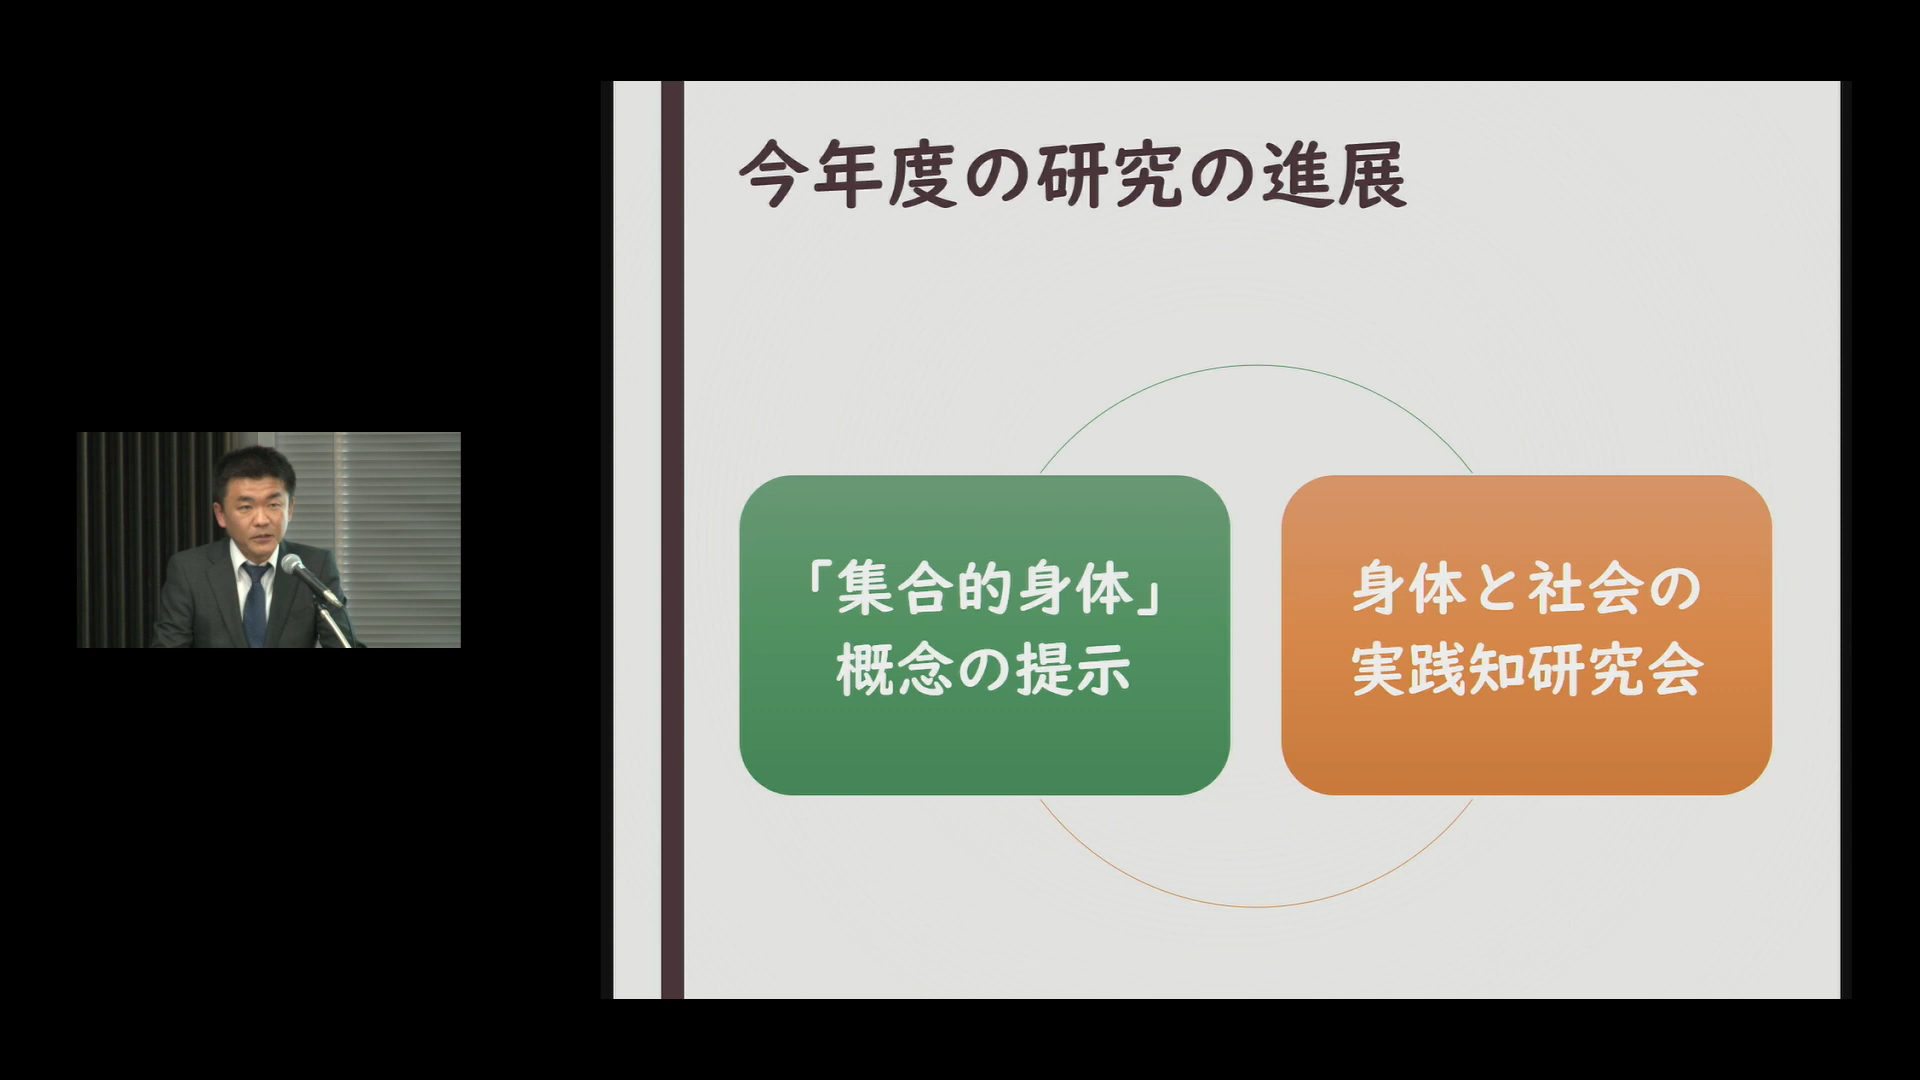 今年度の研究の進展
「集合的身体」
概念の提示
身体と社会の
実践知研究会